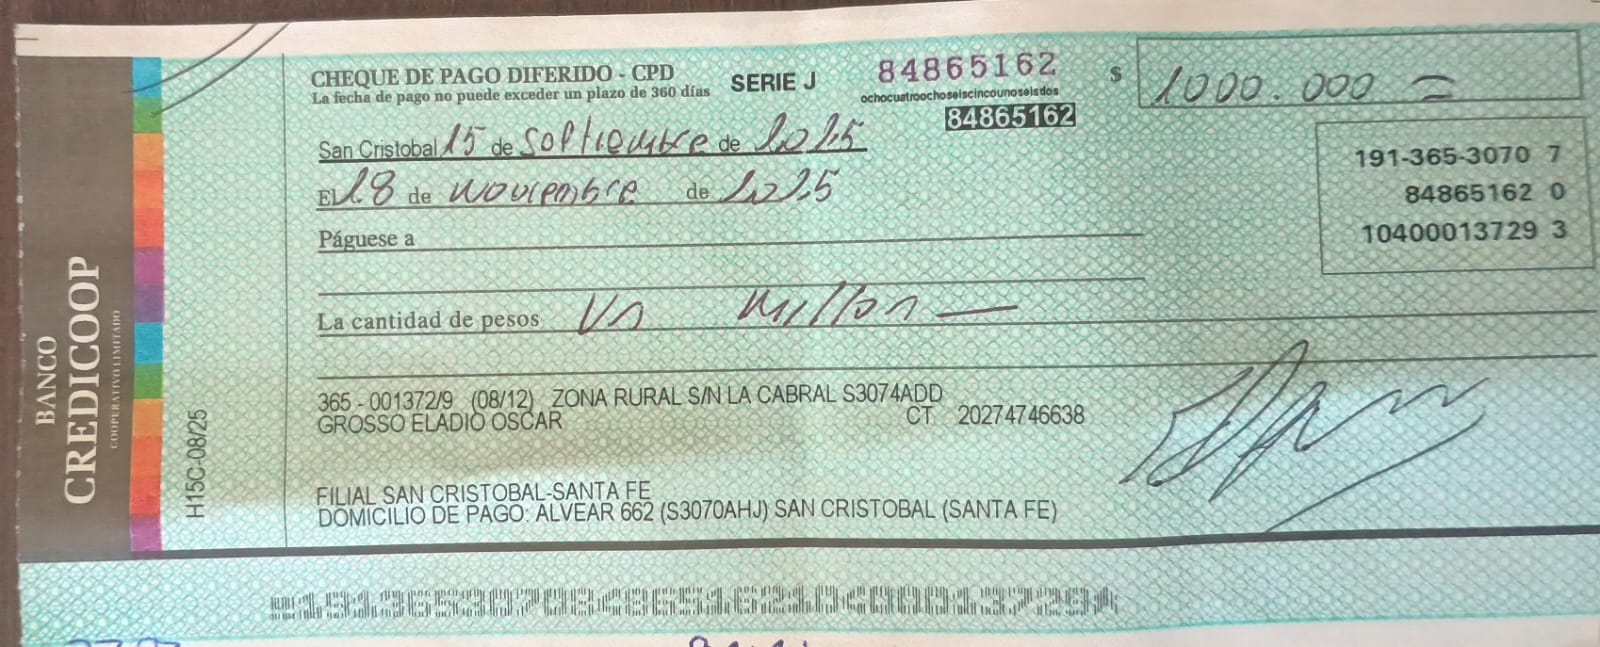 BANCO
CREDICOOP
COOPERATIVO LIMITADO
H15C-08/25
CHEQUE DE PAGO DIFERIDO - CPD
La fecha de pago no puede exceder un plazo de 360 días
SERIE J
84865162
ochocuatroochoseiscincounoseisdos
84865162
$ 1000.000 =
San Cristobal 15 de Septiembre de 2025
El 18 de noviembre de 2025
Páguese a
La cantidad de pesos Un millon —
191-365-3070 7
84865162 0
10400013729 3
365 - 001372/9 (08/12) ZONA RURAL S/N LA CABRAL S3074ADD
GROSSO ELADIO OSCAR CT 20274746638
FILIAL SAN CRISTOBAL-SANTA FE
DOMICILIO DE PAGO: ALVEAR 662 (S3070AHJ) SAN CRISTOBAL (SANTA FE)